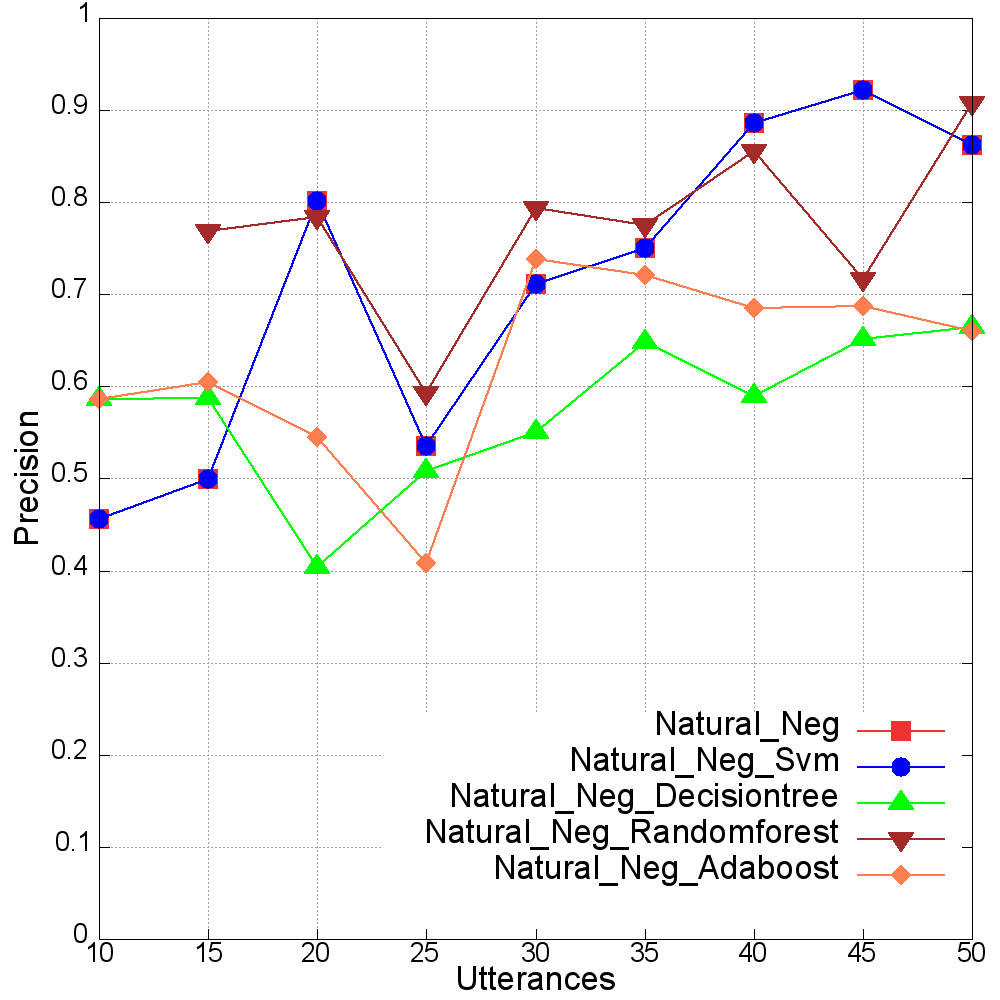 1
0.9
0.8
0.7
0.6
0.5
0.4
0.3
0.2
0.1
0
Precision
Natural_Neg
Natural_Neg_Svm
Natural_Neg_Decisiontree
Natural_Neg_Randomforest
Natural_Neg_Adaboost
10 15 20 25 30 35 40 45 50
Utterances